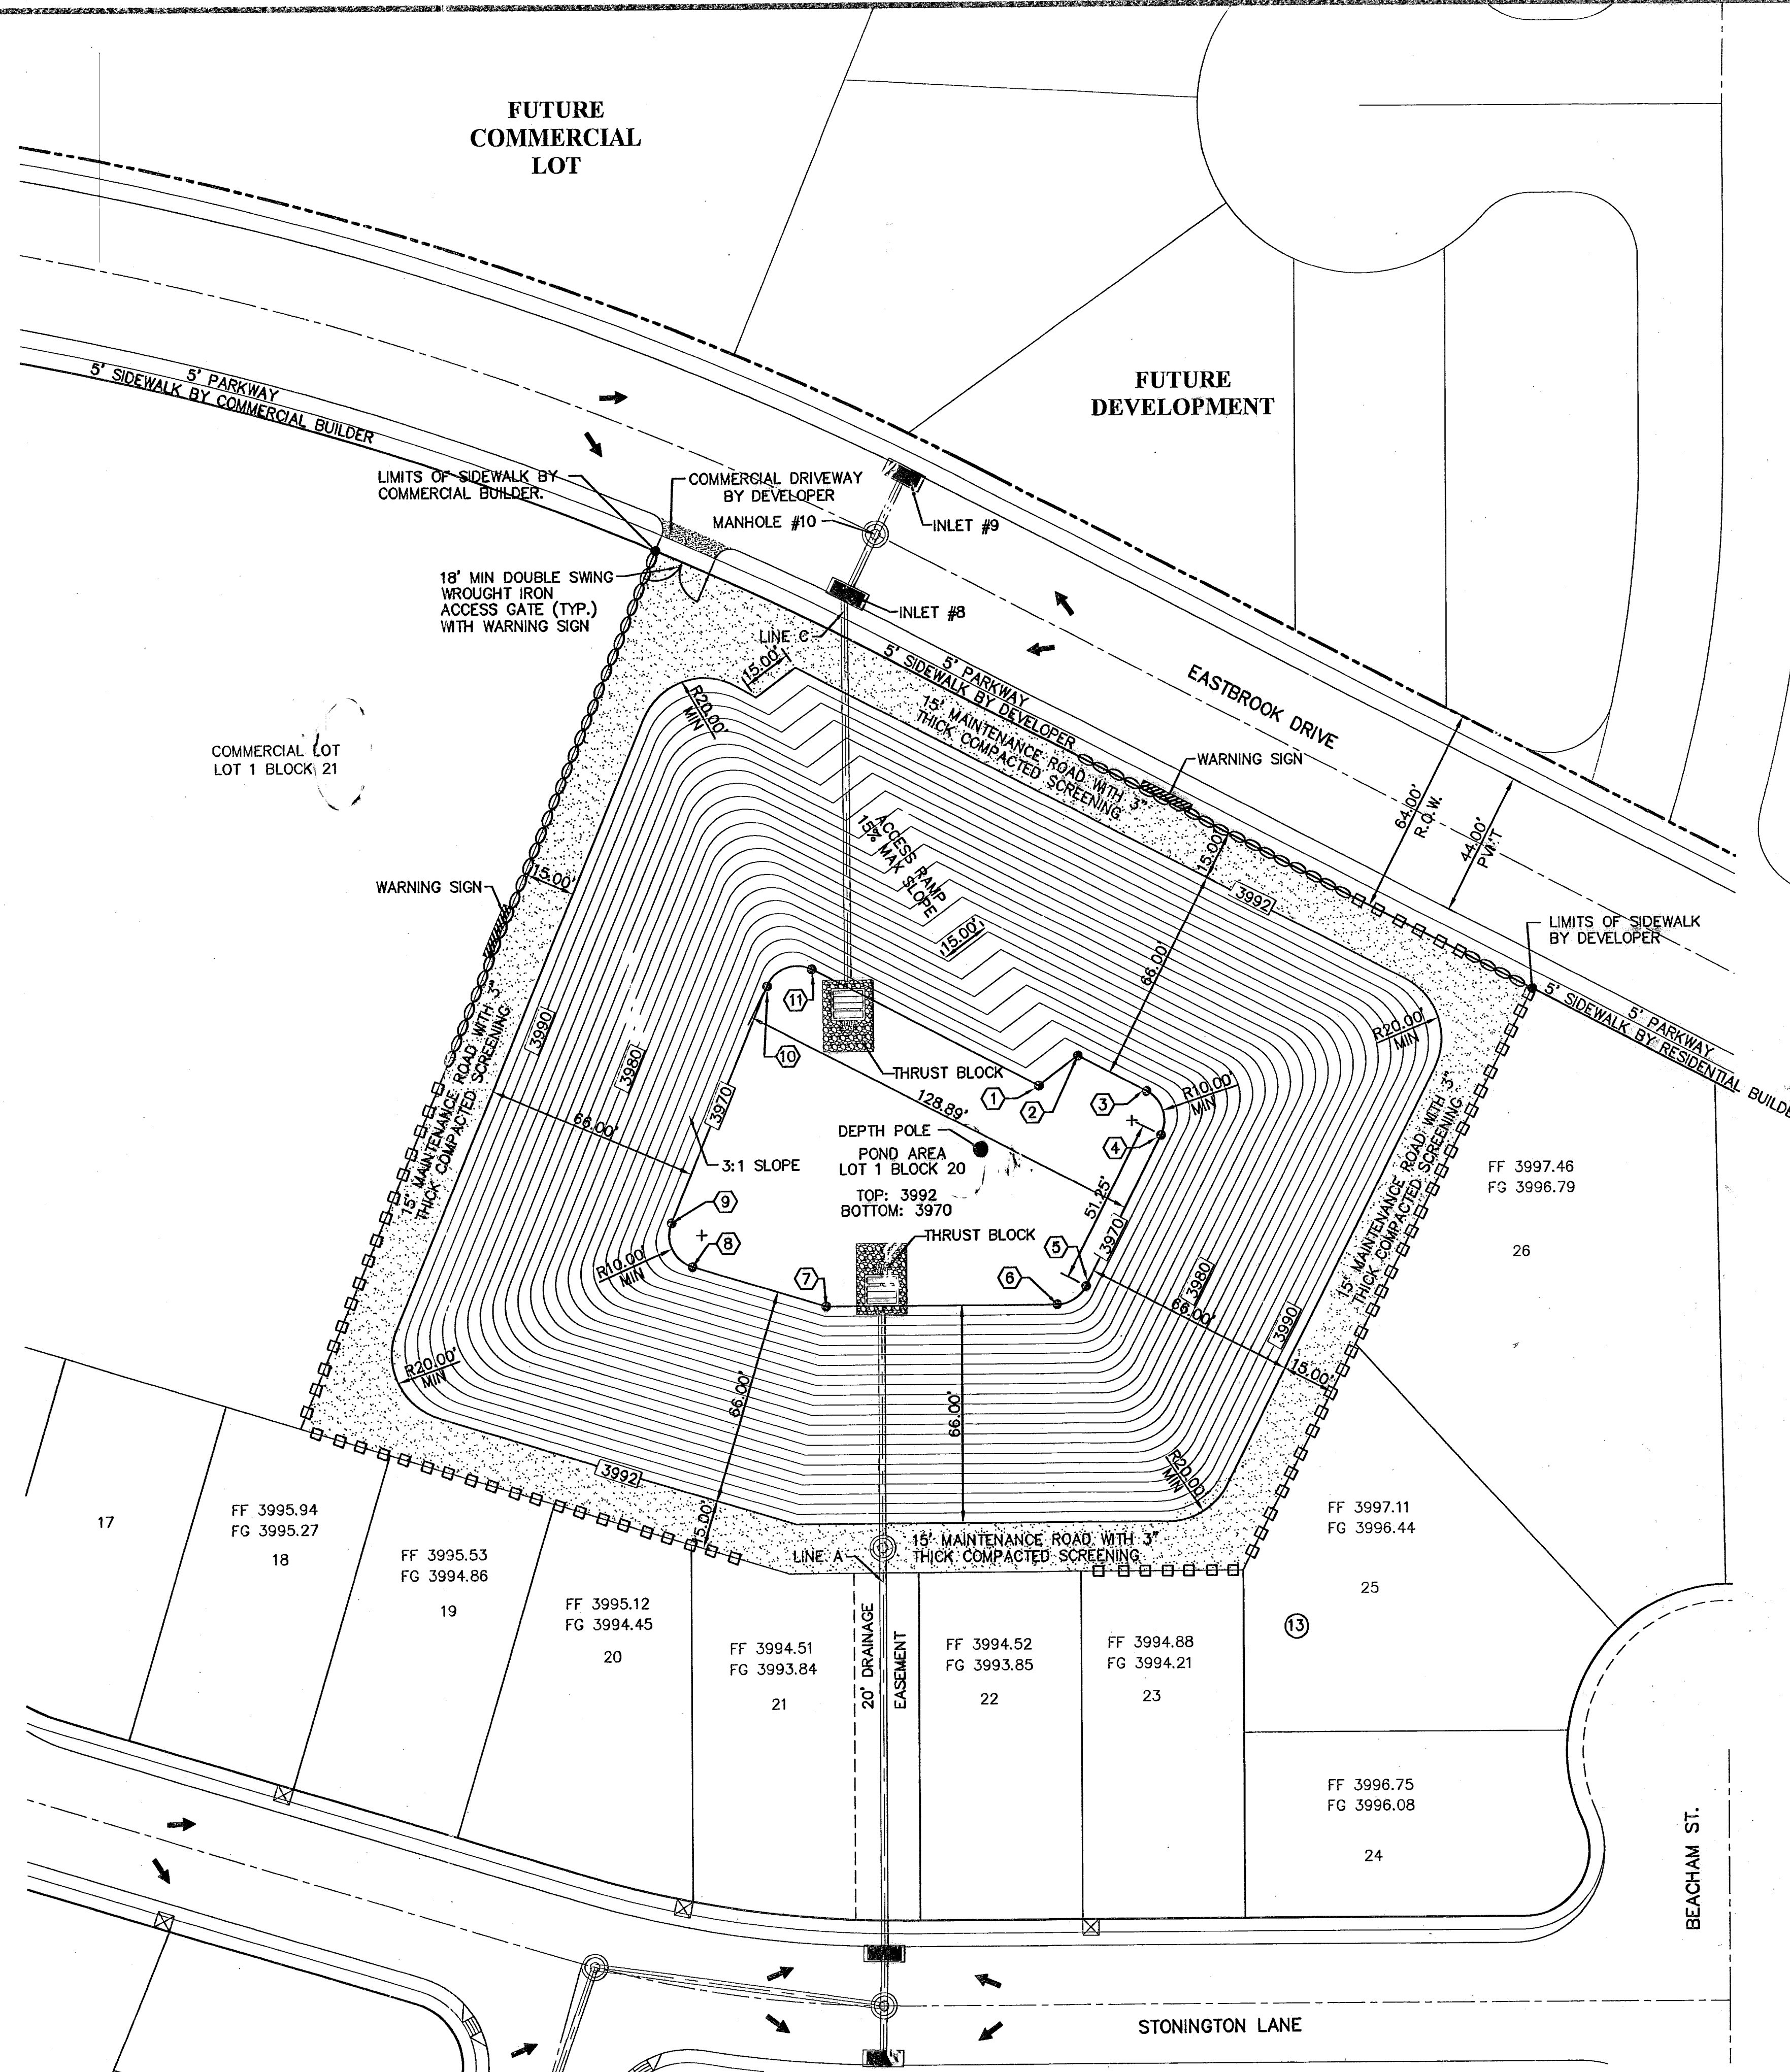 FUTURE
COMMERCIAL
LOT
FUTURE
DEVELOPMENT
5' PARKWAY
5' SIDEWALK BY COMMERCIAL BUILDER
LIMITS OF SIDEWALK BY
COMMERCIAL BUILDER.
COMMERCIAL DRIVEWAY
BY DEVELOPER
MANHOLE #10
INLET #9
18' MIN DOUBLE SWING
WROUGHT IRON
ACCESS GATE (TYP.)
WITH WARNING SIGN
INLET #8
LINE C
15.00'
5' PARKWAY
5' SIDEWALK BY DEVELOPER
15' MAINTENANCE ROAD WITH 3"
THICK COMPACTED SCREENING
EASTBROOK DRIVE
R20.00'
MIN
COMMERCIAL LOT
LOT 1 BLOCK 21
WARNING SIGN
64.00'
R.O.W.
44.00'
PVM'T
ACCESS RAMP
15% MAX SLOPE
15.00'
15.00'
3992
15.00'
WARNING SIGN
LIMITS OF SIDEWALK
BY DEVELOPER
66.00'
5' PARKWAY
5' SIDEWALK BY RESIDENTIAL BUILDE
R20.00'
MIN
15' MAINTENANCE ROAD WITH 3"
THICK COMPACTED SCREENING
3990
3980
3970
11
10
THRUST BLOCK
1
2
3
R10.00'
MIN
4
128.89'
DEPTH POLE
POND AREA
LOT 1 BLOCK 20
TOP: 3992
BOTTOM: 3970
66.00'
3:1 SLOPE
51.25'
3970
15' MAINTENANCE ROAD WITH 3"
THICK COMPACTED SCREENING
FF 3997.46
FG 3996.79
26
9
8
R10.00'
MIN
7
THRUST BLOCK
5
6
3980
66.00'
3990
15.00'
R20.00'
MIN
66.00'
66.00'
R20.00'
MIN
3992
15.00'
15' MAINTENANCE ROAD WITH 3"
THICK COMPACTED SCREENING
LINE A
17
FF 3995.94
FG 3995.27
18
FF 3995.53
FG 3994.86
19
FF 3995.12
FG 3994.45
20
FF 3994.51
FG 3993.84
21
20' DRAINAGE
EASEMENT
FF 3994.52
FG 3993.85
22
FF 3994.88
FG 3994.21
23
FF 3997.11
FG 3996.44
25
13
FF 3996.75
FG 3996.08
24
BEACHAM ST.
STONINGTON LANE